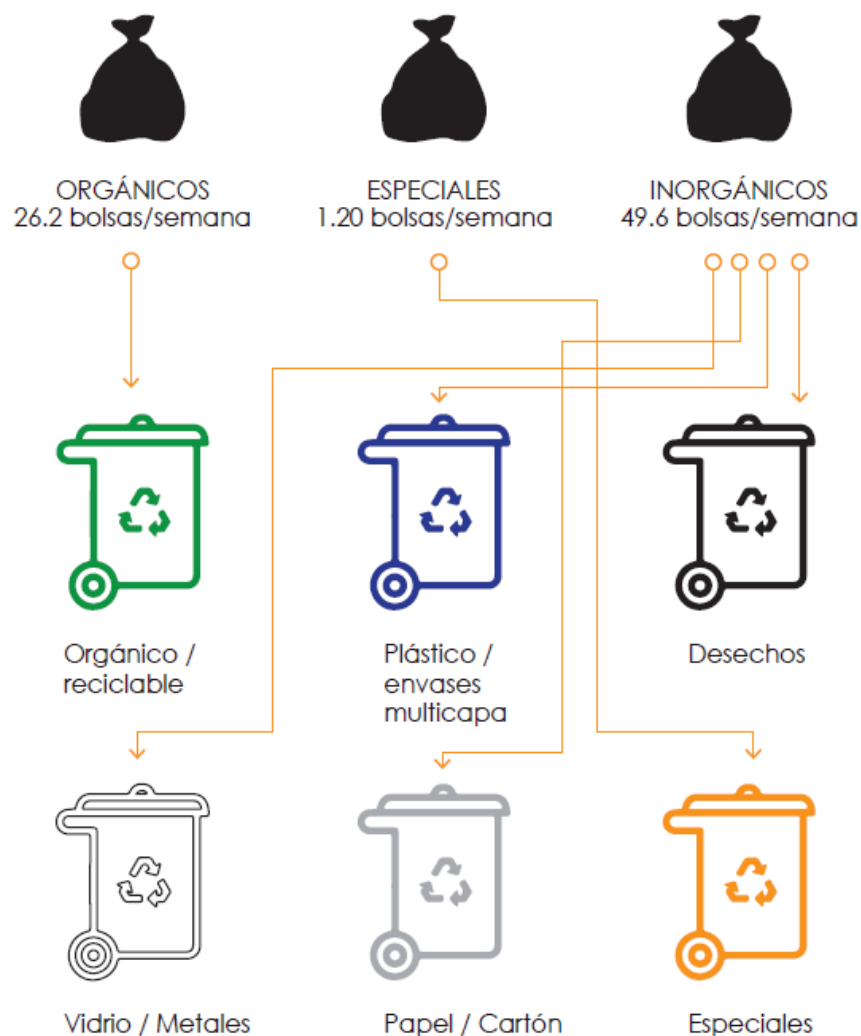 ORGÁNICOS
26.2 bolsas/semana
ESPECIALES
1.20 bolsas/semana
INORGÁNICOS
49.6 bolsas/semana
Orgánico /
reciclable
Plástico /
envases
multicapa
Desechos
Vidrio / Metales
Papel / Cartón
Especiales